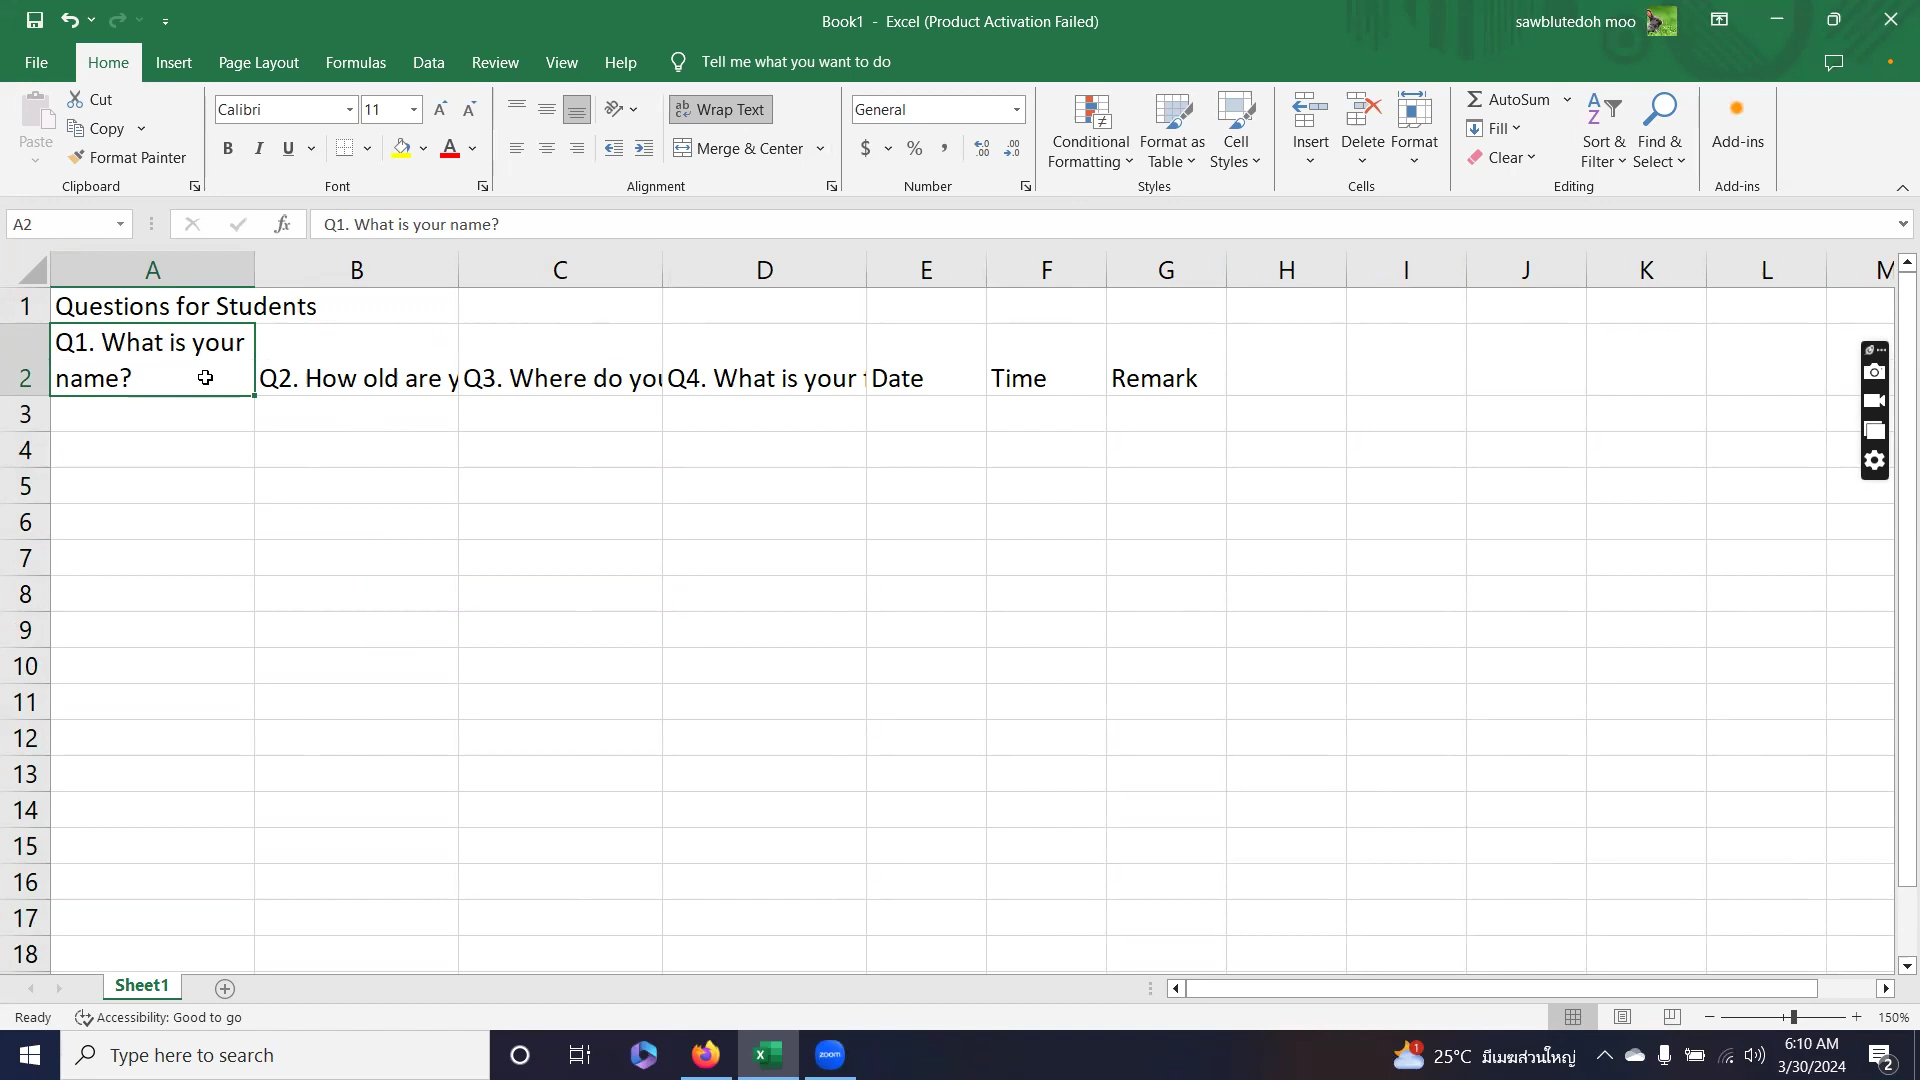 Book1 - Excel (Product Activation Failed)
sawblutedoh moo
File Home Insert Page Layout Formulas Data Review View Help Tell me what you want to do
Paste
Cut
Copy
Format Painter
Clipboard
Calibri 11
B I U A
Font
ab Wrap Text
Merge & Center
Alignment
General
$ % ,
Number
Conditional Formatting
Format as Table
Cell Styles
Styles
Insert Delete Format
Cells
AutoSum
Fill
Clear
Sort & Filter
Find & Select
Editing
Add-ins
Add-ins
A2 fx Q1. What is your name?
A B C D E F G H I J K L M
1 Questions for Students
2 Q1. What is your name? Q2. How old are y Q3. Where do you Q4. What is your Date Time Remark
3
4
5
6
7
8
9
10
11
12
13
14
15
16
17
18
Sheet1
Ready Accessibility: Good to go 150%
Type here to search
zoom
1 25°C มีเมฆส่วนใหญ่
6:10 AM
3/30/2024
2